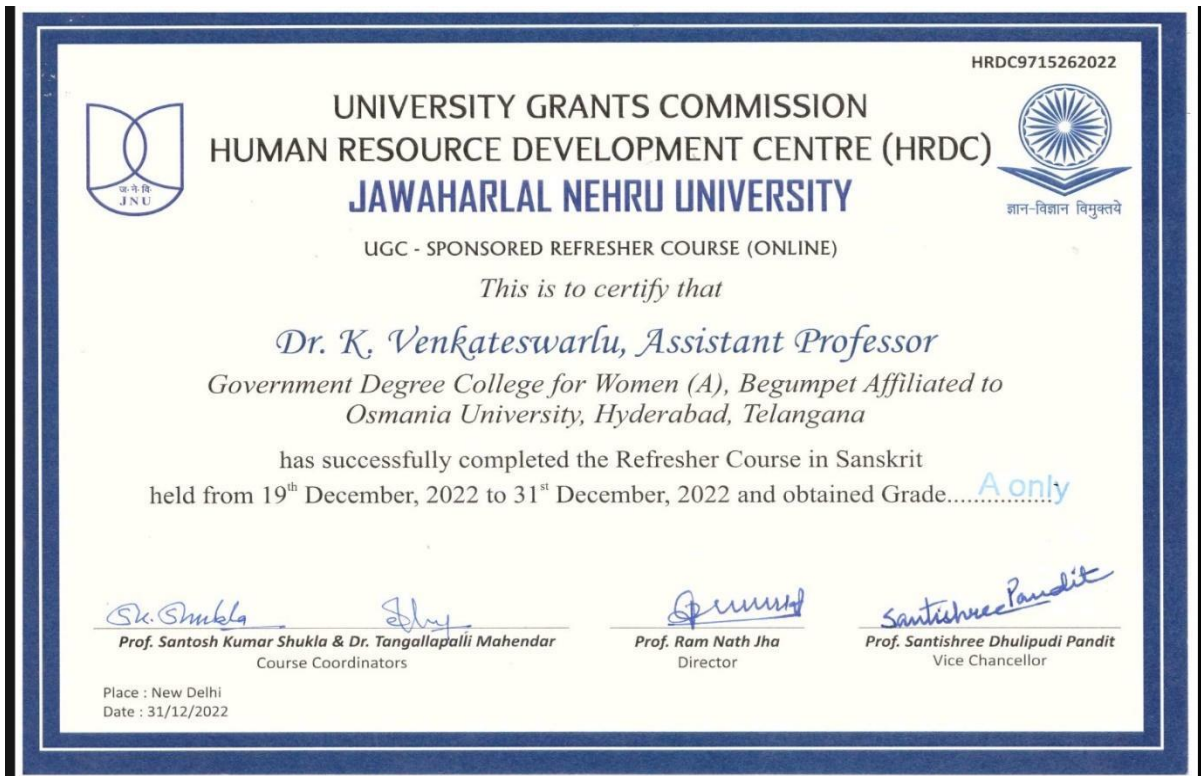 HRDC9715262022
UNIVERSITY GRANTS COMMISSION
HUMAN RESOURCE DEVELOPMENT CENTRE (HRDC)
JAWAHARLAL NEHRU UNIVERSITY
ज.ने.वि.
JNU
ज्ञान-विज्ञान विमुक्तये
UGC - SPONSORED REFRESHER COURSE (ONLINE)
This is to certify that
Dr. K. Venkateswarlu, Assistant Professor
Government Degree College for Women (A), Begumpet Affiliated to
Osmania University, Hyderabad, Telangana
has successfully completed the Refresher Course in Sanskrit
held from 19th December, 2022 to 31st December, 2022 and obtained Grade.....A only
Sk. Shukla
Santishree Pandit
Prof. Santosh Kumar Shukla & Dr. Tangallapalli Mahendar
Course Coordinators
Prof. Ram Nath Jha
Director
Prof. Santishree Dhulipudi Pandit
Vice Chancellor
Place : New Delhi
Date : 31/12/2022